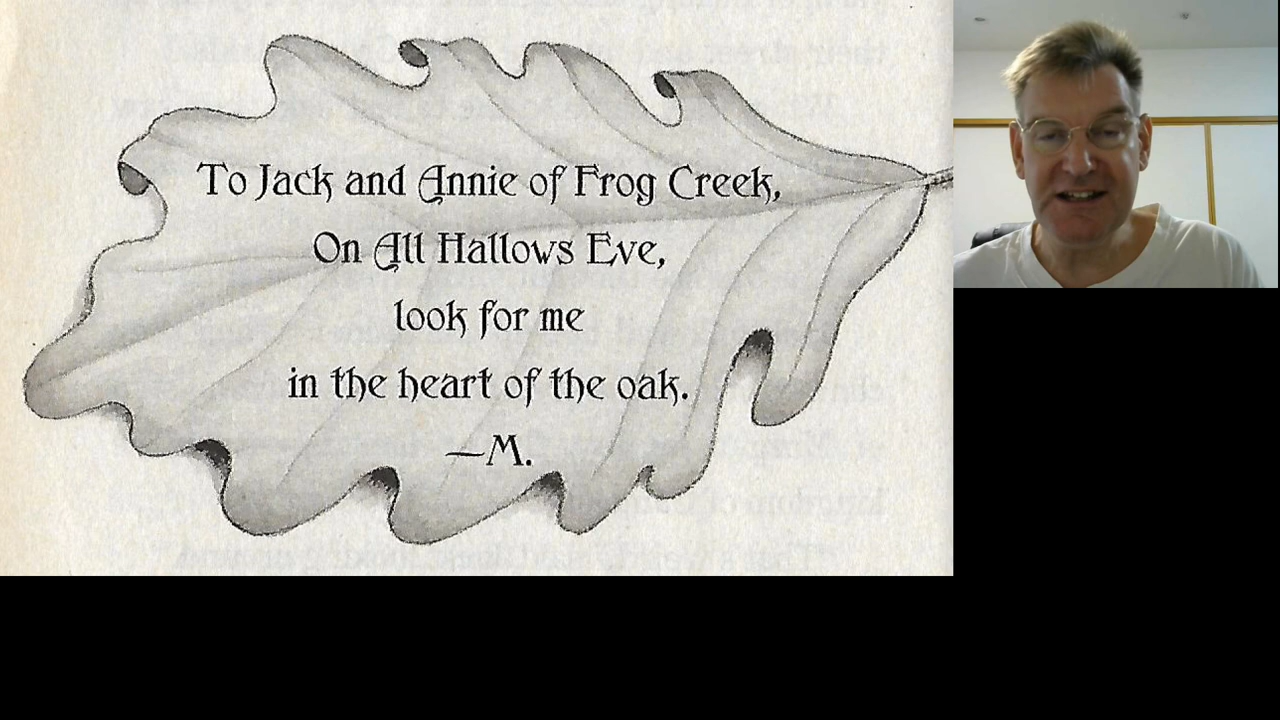 To Jack and Annie of Frog Creek,
On All Hallows Eve,
look for me
in the heart of the oak.
—M.